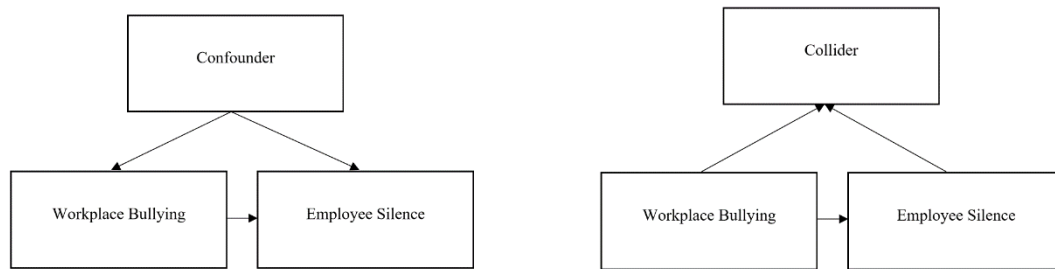 Confounder
Collider
Workplace Bullying
Employee Silence
Workplace Bullying
Employee Silence